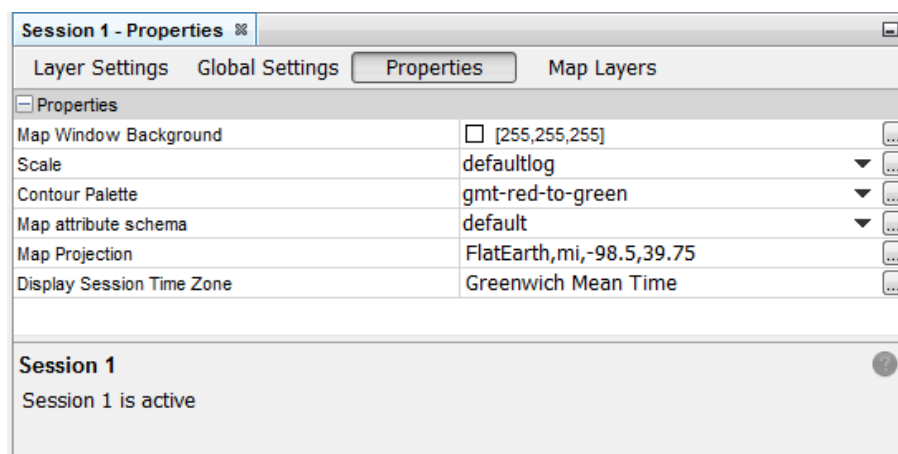 Session 1 - Properties
Layer Settings Global Settings Properties Map Layers
Properties
Map Window Background [255,255,255] ...
Scale defaultlog ...
Contour Palette gmt-red-to-green ...
Map attribute schema default ...
Map Projection FlatEarth,mi,-98.5,39.75 ...
Display Session Time Zone Greenwich Mean Time ...
Session 1 ?
Session 1 is active